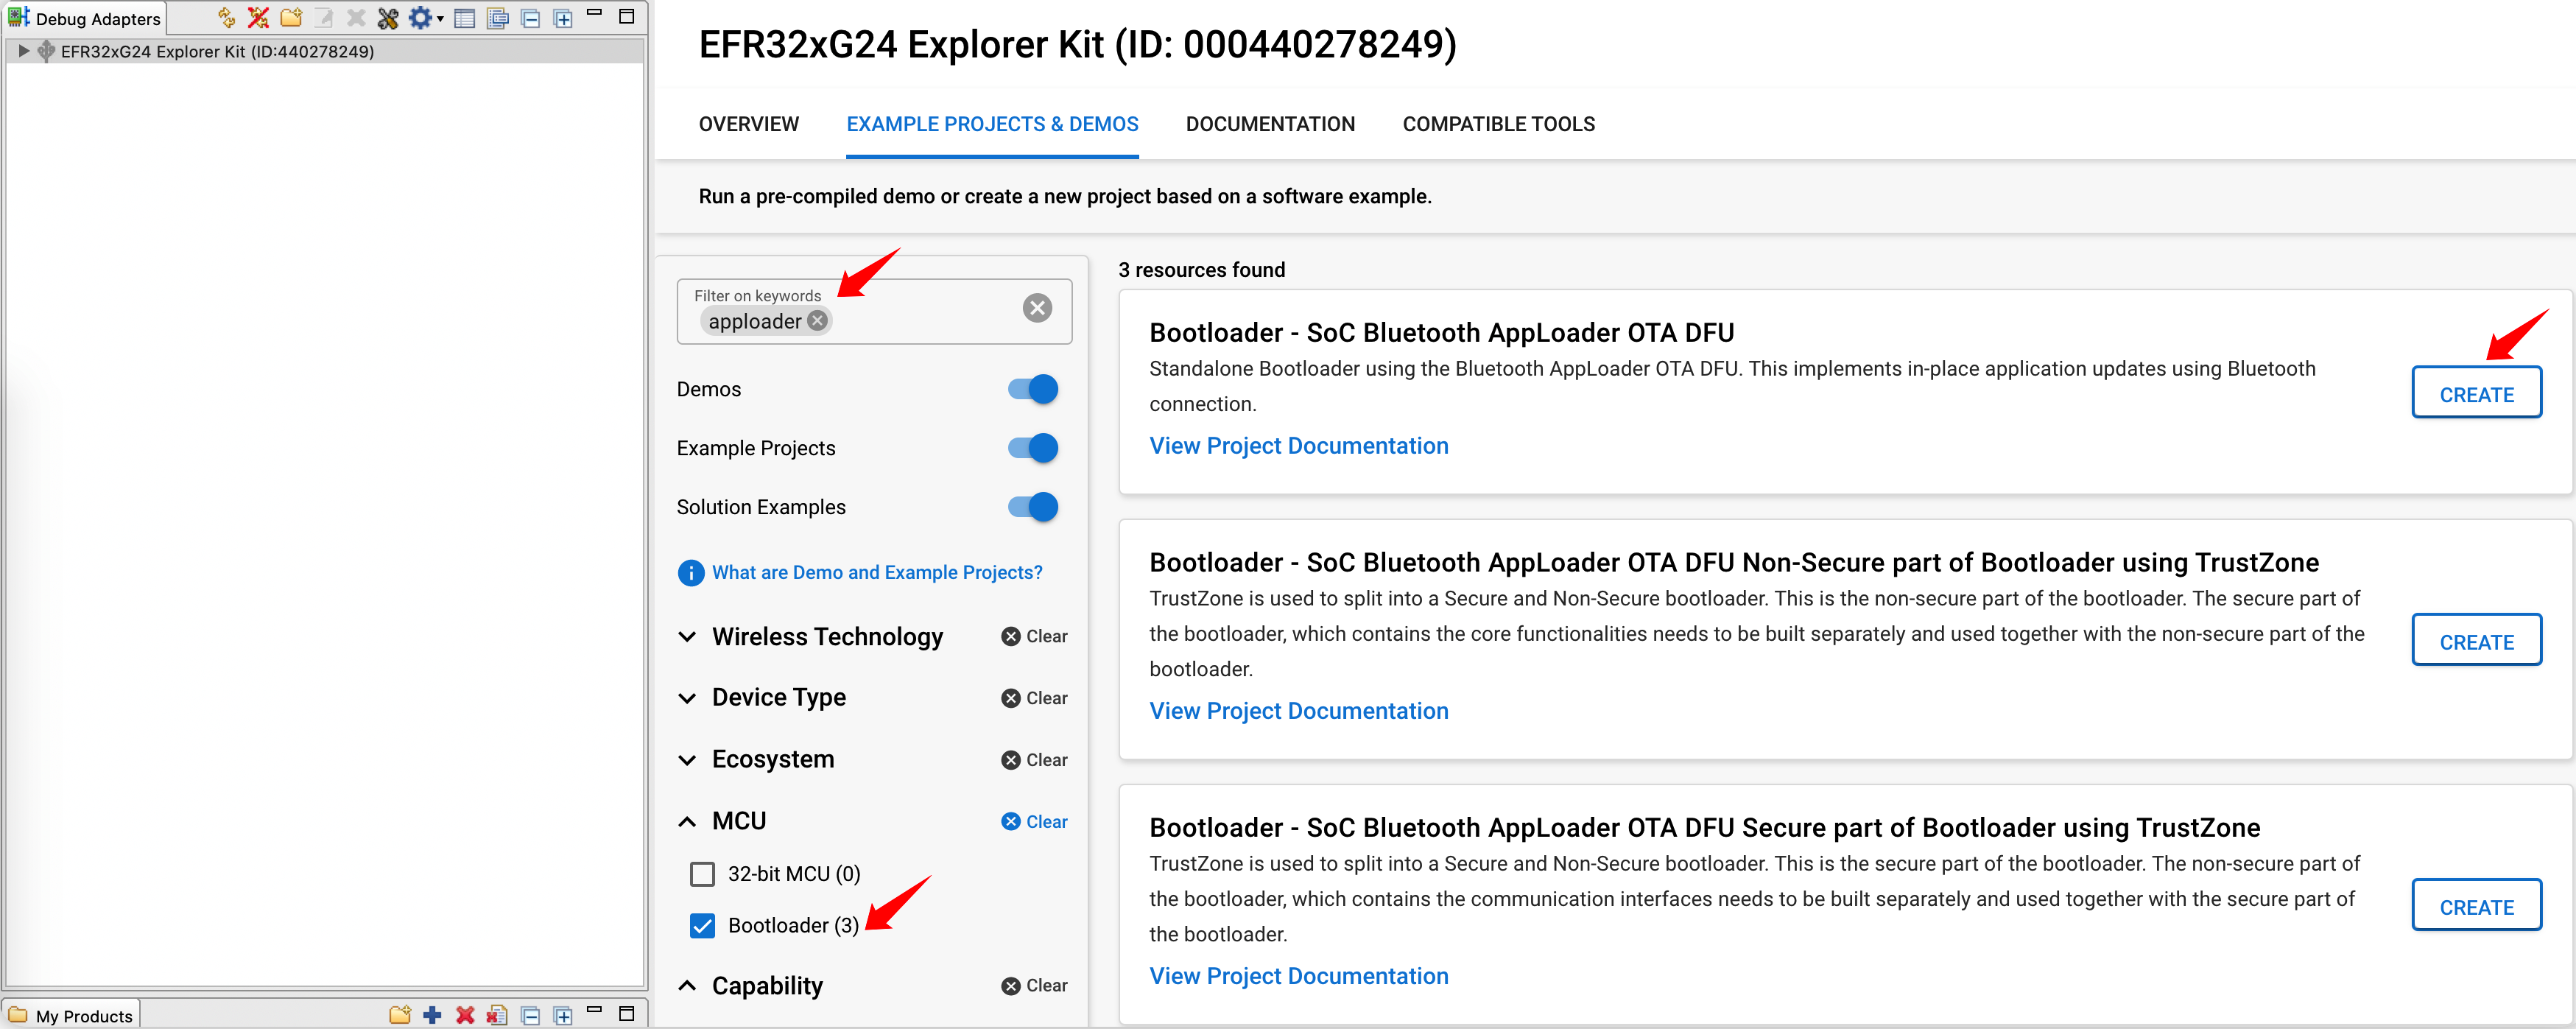 Debug Adapters
EFR32xG24 Explorer Kit (ID:440278249)
My Products
EFR32xG24 Explorer Kit (ID: 000440278249)
OVERVIEW
EXAMPLE PROJECTS & DEMOS
DOCUMENTATION
COMPATIBLE TOOLS
Run a pre-compiled demo or create a new project based on a software example.
Filter on keywords
apploader
Demos
Example Projects
Solution Examples
What are Demo and Example Projects?
Wireless Technology Clear
Device Type Clear
Ecosystem Clear
MCU Clear
32-bit MCU (0)
Bootloader (3)
Capability Clear
3 resources found
Bootloader - SoC Bluetooth AppLoader OTA DFU
Standalone Bootloader using the Bluetooth AppLoader OTA DFU. This implements in-place application updates using Bluetooth
connection.
View Project Documentation
CREATE
Bootloader - SoC Bluetooth AppLoader OTA DFU Non-Secure part of Bootloader using TrustZone
TrustZone is used to split into a Secure and Non-Secure bootloader. This is the non-secure part of the bootloader. The secure part of
the bootloader, which contains the core functionalities needs to be built separately and used together with the non-secure part of the
bootloader.
View Project Documentation
CREATE
Bootloader - SoC Bluetooth AppLoader OTA DFU Secure part of Bootloader using TrustZone
TrustZone is used to split into a Secure and Non-Secure bootloader. This is the secure part of the bootloader. The non-secure part of
the bootloader, which contains the communication interfaces needs to be built separately and used together with the secure part of
the bootloader.
View Project Documentation
CREATE